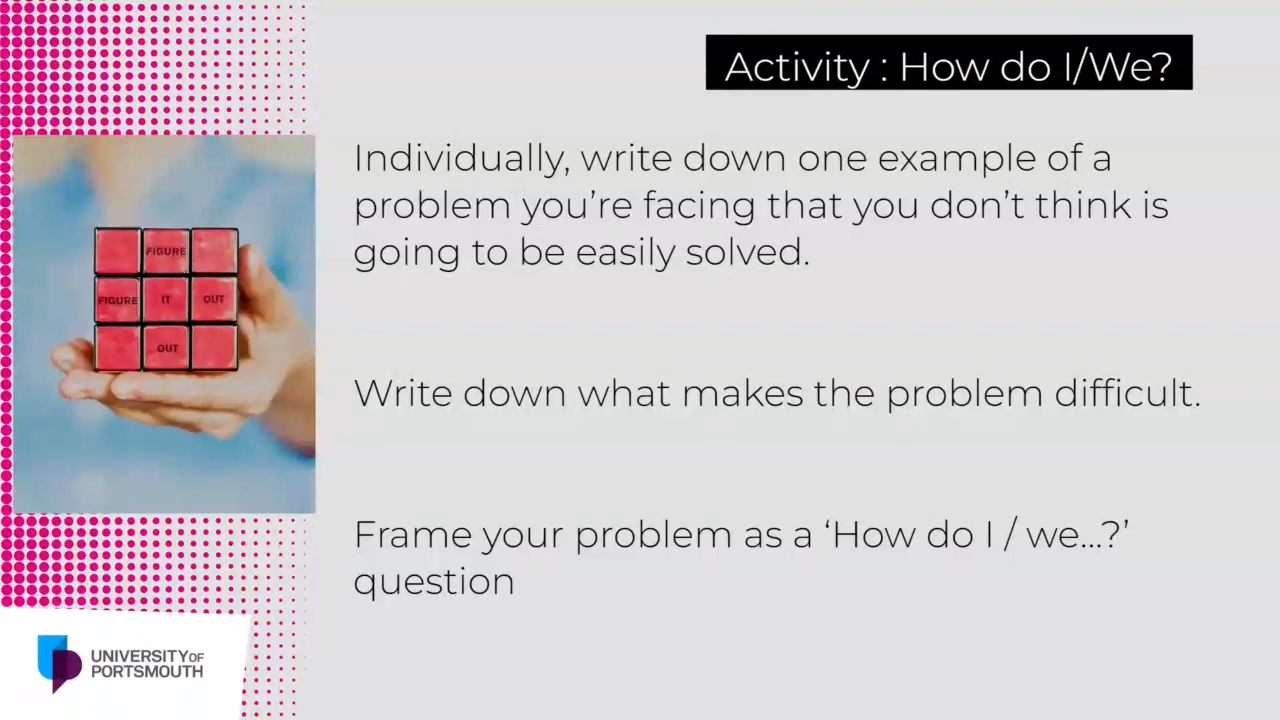 Activity : How do I/We?
Individually, write down one example of a
problem you're facing that you don't think is
going to be easily solved.
Write down what makes the problem difficult.
Frame your problem as a ‘How do I / we...?’
question
FIGURE
FIGURE IT OUT
OUT
UNIVERSITY OF
PORTSMOUTH